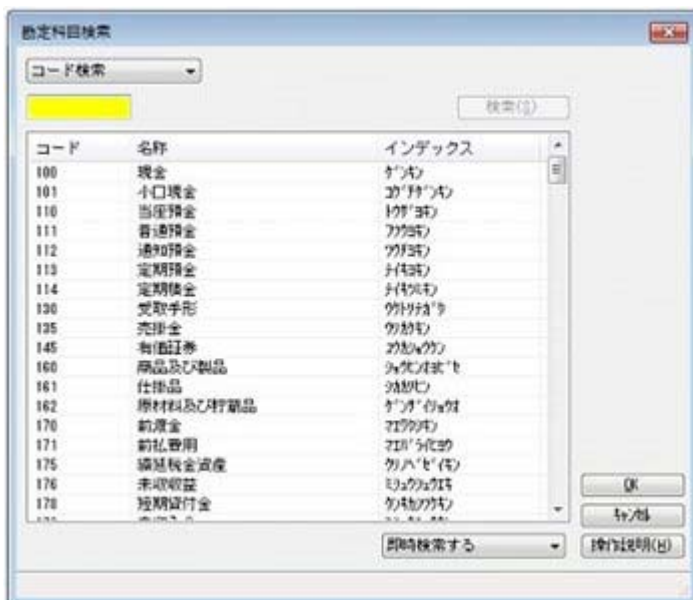 勘定科目検索
コード検索
検索(S)
コード 名称 インデックス
100 現金 ｹﾞﾝｷﾝ
101 小口現金 ｺｸﾞﾁｹﾞﾝｷﾝ
110 当座預金 ﾄｳｻﾞﾖｷﾝ
111 普通預金 ﾌﾂｳﾖｷﾝ
112 通知預金 ﾂｳﾁﾖｷﾝ
113 定期預金 ﾃｲｷﾖｷﾝ
114 定期積金 ﾃｲｷﾂﾐｷﾝ
130 受取手形 ｳｹﾄﾘﾃｶﾞﾀ
135 売掛金 ｳﾘｶｹｷﾝ
145 有価証券 ﾕｳｶｼｮｳｹﾝ
160 商品及び製品 ｼｮｳﾋﾝｵﾖﾋﾞｾ
161 仕掛品 ｼｶｶﾘﾋﾝ
162 原材料及び貯蔵品 ｹﾞﾝｻﾞｲﾘｮｳｵ
170 前渡金 ﾏｴﾜﾀｼｷﾝ
171 前払費用 ﾏｴﾊﾞﾗｲﾋﾖｳ
175 繰延税金資産 ｸﾘﾉﾍﾞｾﾞｲｷﾝ
176 未収収益 ﾐｼｭｳｼｭｳｴｷ
178 短期貸付金 ﾀﾝｷｶｼﾂｹｷﾝ
OK
キャンセル
即時検索する 操作説明(H)